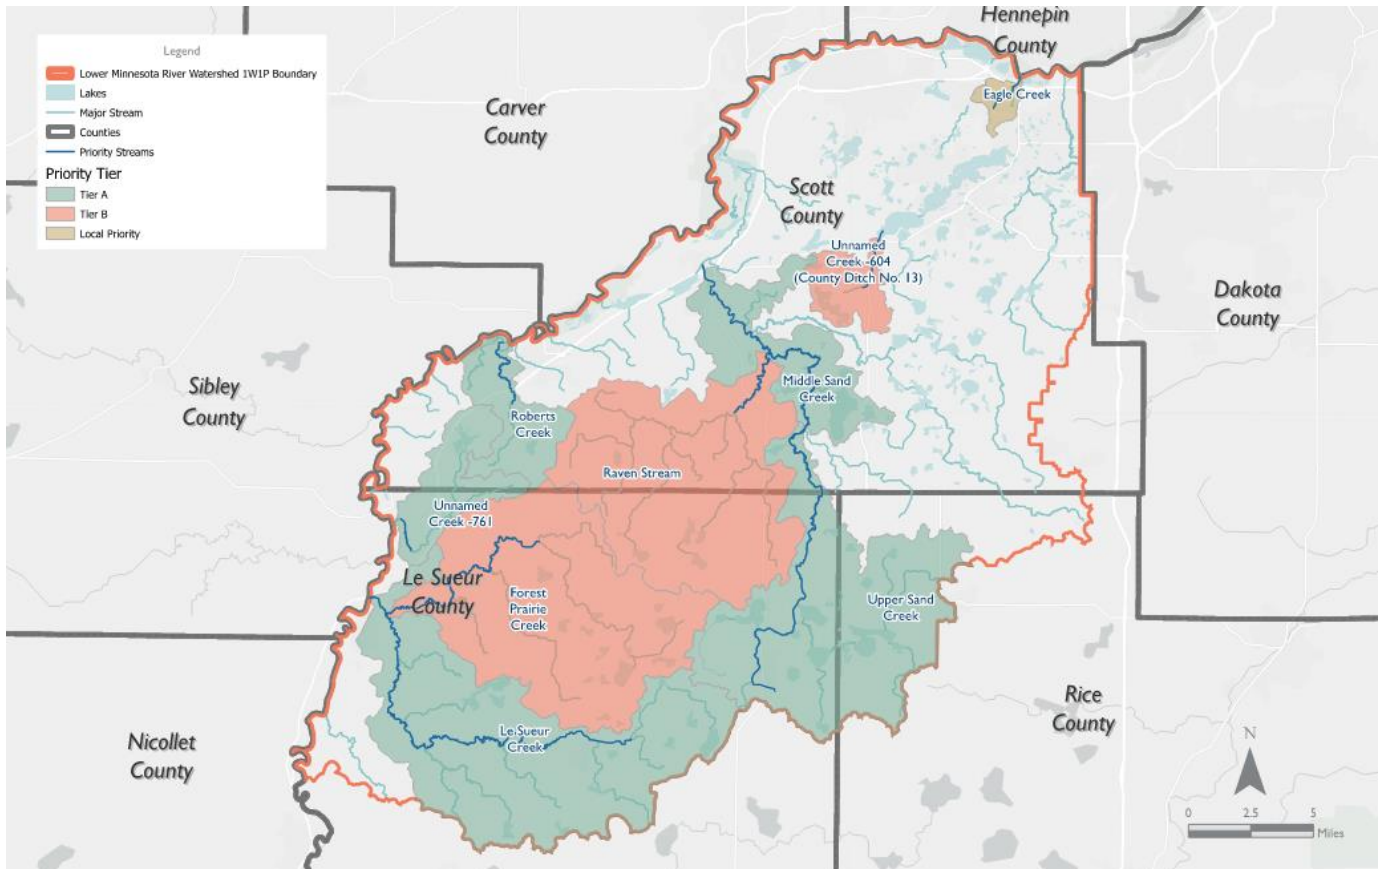 Hennepin
County
Legend
Lower Minnesota River Watershed 1W1P Boundary
Lakes
Major Stream
Counties
Priority Streams
Priority Tier
Tier A
Tier B
Local Priority
Carver
County
Eagle Creek
Scott
County
Unnamed
Creek -604
(County Ditch No. 13)
Dakota
County
Sibley
County
Middle Sand
Creek
Roberts
Creek
Raven Stream
Unnamed
Creek -761
Le Sueur
County
Forest
Prairie
Creek
Upper Sand
Creek
Rice
County
Le Sueur
Creek
Nicollet
County
N
0 2.5 5
Miles